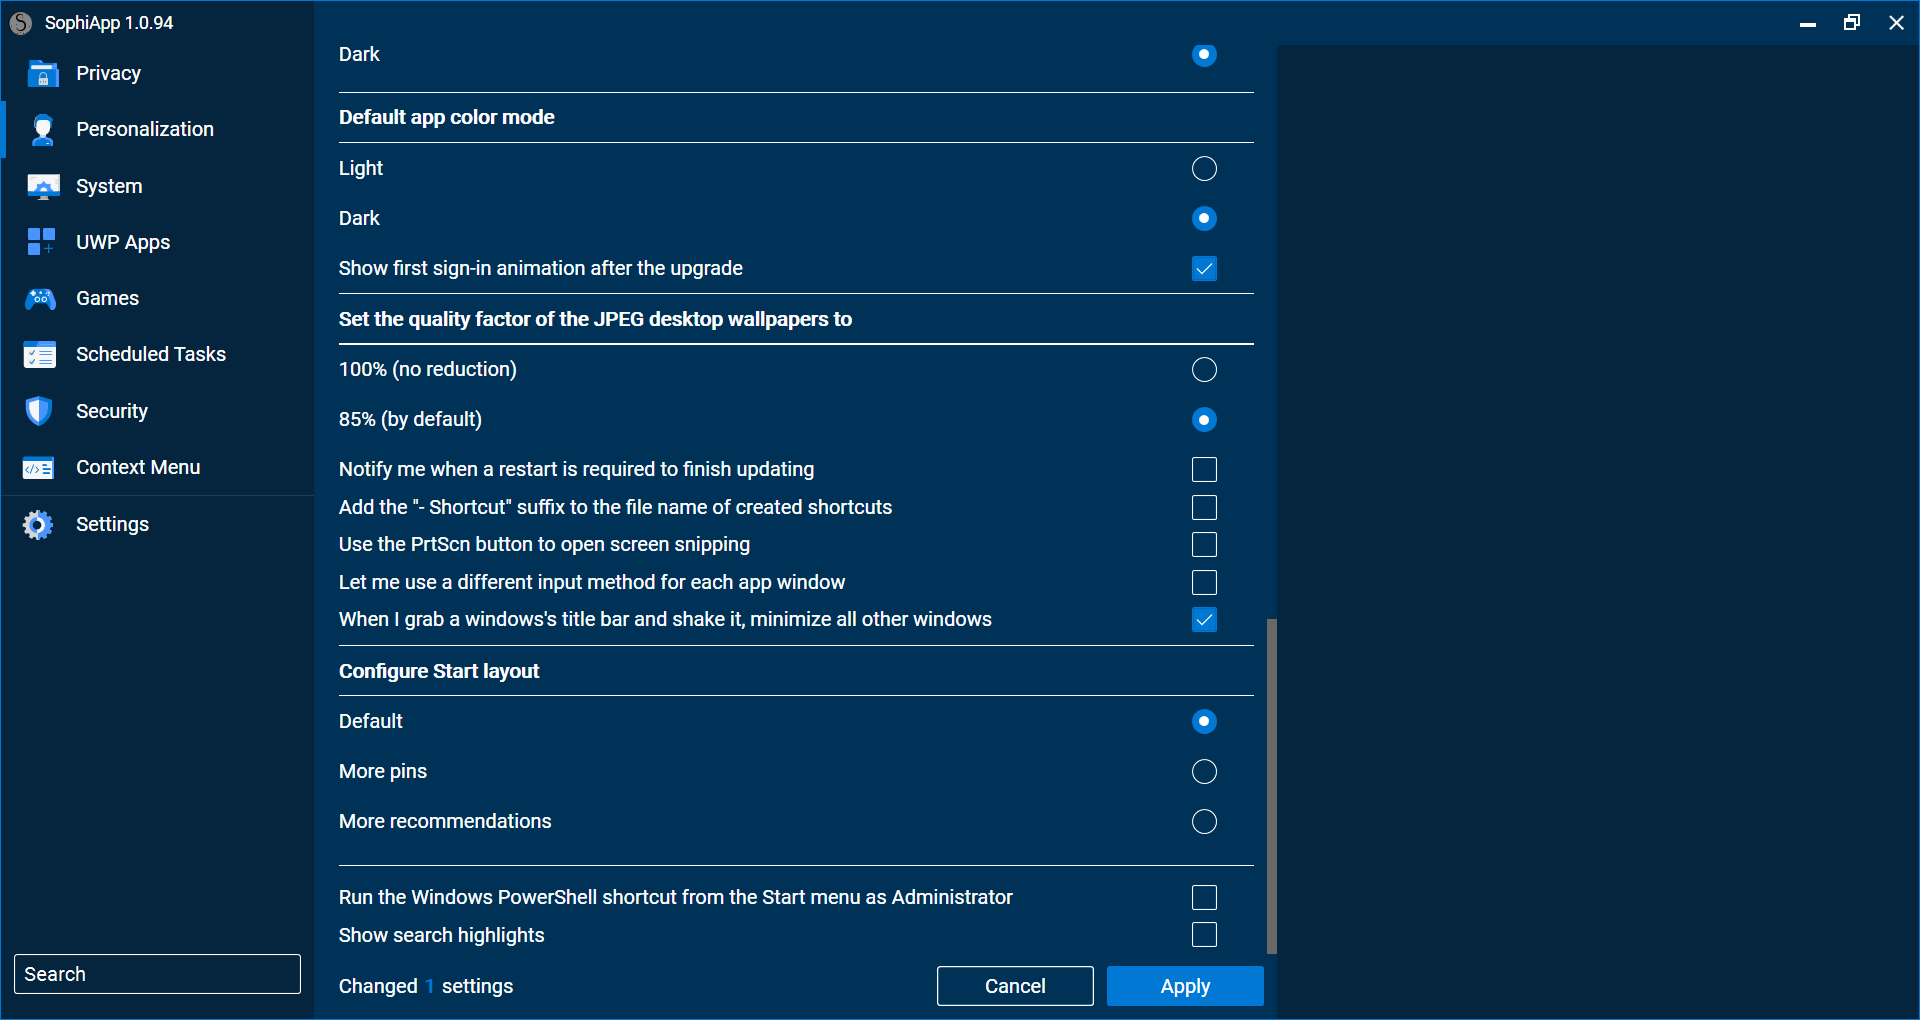 SophiApp 1.0.94
Privacy
Personalization
System
UWP Apps
Games
Scheduled Tasks
Security
Context Menu
Settings
Search
Dark
Default app color mode
Light
Dark
Show first sign-in animation after the upgrade
Set the quality factor of the JPEG desktop wallpapers to
100% (no reduction)
85% (by default)
Notify me when a restart is required to finish updating
Add the "- Shortcut" suffix to the file name of created shortcuts
Use the PrtScn button to open screen snipping
Let me use a different input method for each app window
When I grab a windows's title bar and shake it, minimize all other windows
Configure Start layout
Default
More pins
More recommendations
Run the Windows PowerShell shortcut from the Start menu as Administrator
Show search highlights
Changed 1 settings
Cancel
Apply